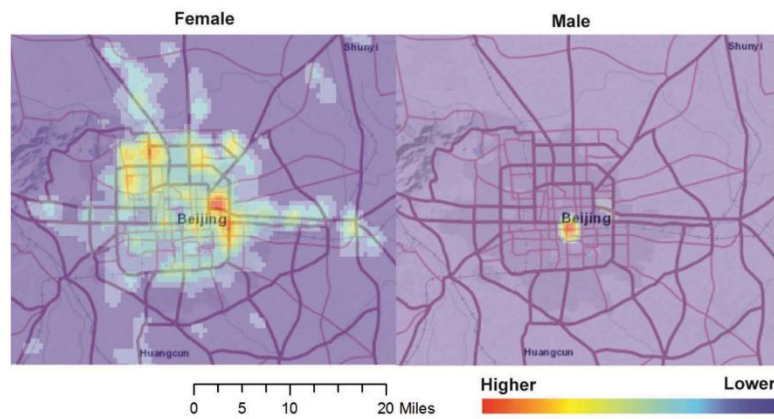 Female
Male
Shunyi
Shunyi
Beijing
Beijing
Huangcun
Huangcun
0 5 10 20 Miles
Higher
Lower